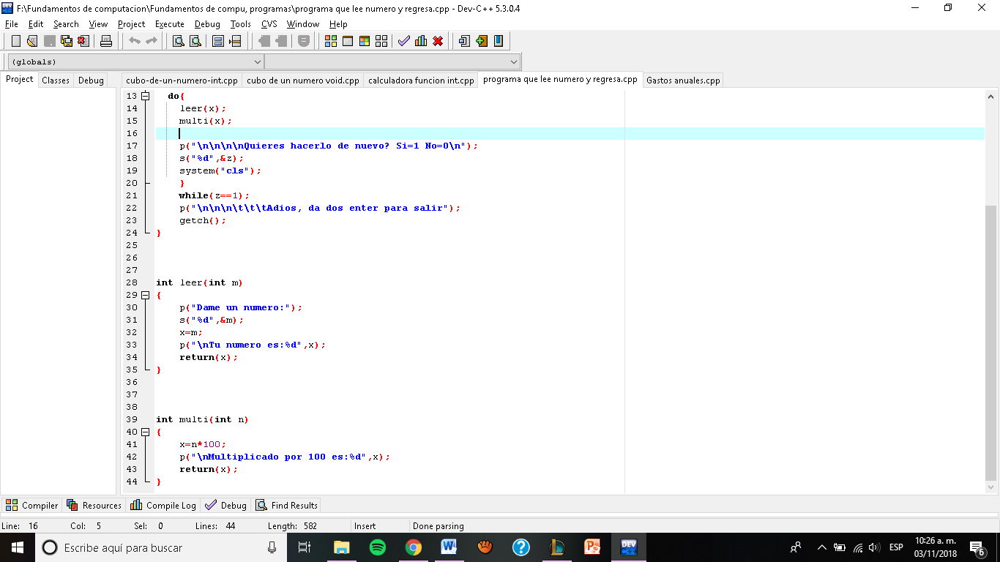 F:\Fundamentos de computacion\Fundamentos de compu, programas\programa que lee numero y regresa.cpp - Dev-C++ 5.3.0.4
File Edit Search View Project Execute Debug Tools CVS Window Help
(globals)
Project Classes Debug
cubo-de-un-numero-int.cpp cubo de un numero void.cpp calculadora funcion int.cpp programa que lee numero y regresa.cpp Gastos anuales.cpp
13 do{
14 leer(x);
15 multi(x);
16
17 p("\n\n\n\nQuieres hacerlo de nuevo? Si=1 No=0\n");
18 s("%d",&z);
19 system("cls");
20 }
21 while(z==1);
22 p("\n\n\n\t\t\tAdios, da dos enter para salir");
23 getch();
24 }
25
26
27
28 int leer(int m)
29 {
30 p("Dame un numero:");
31 s("%d",&m);
32 x=m;
33 p("\nTu numero es:%d",x);
34 return(x);
35 }
36
37
38
39 int multi(int n)
40 {
41 x=n*100;
42 p("\nMultiplicado por 100 es:%d",x);
43 return(x);
44 }
Compiler Resources Compile Log Debug Find Results
Line: 16 Col: 5 Sel: 0 Lines: 44 Length: 582 Insert Done parsing
Escribe aquí para buscar
ESP
10:26 a. m.
03/11/2018
6